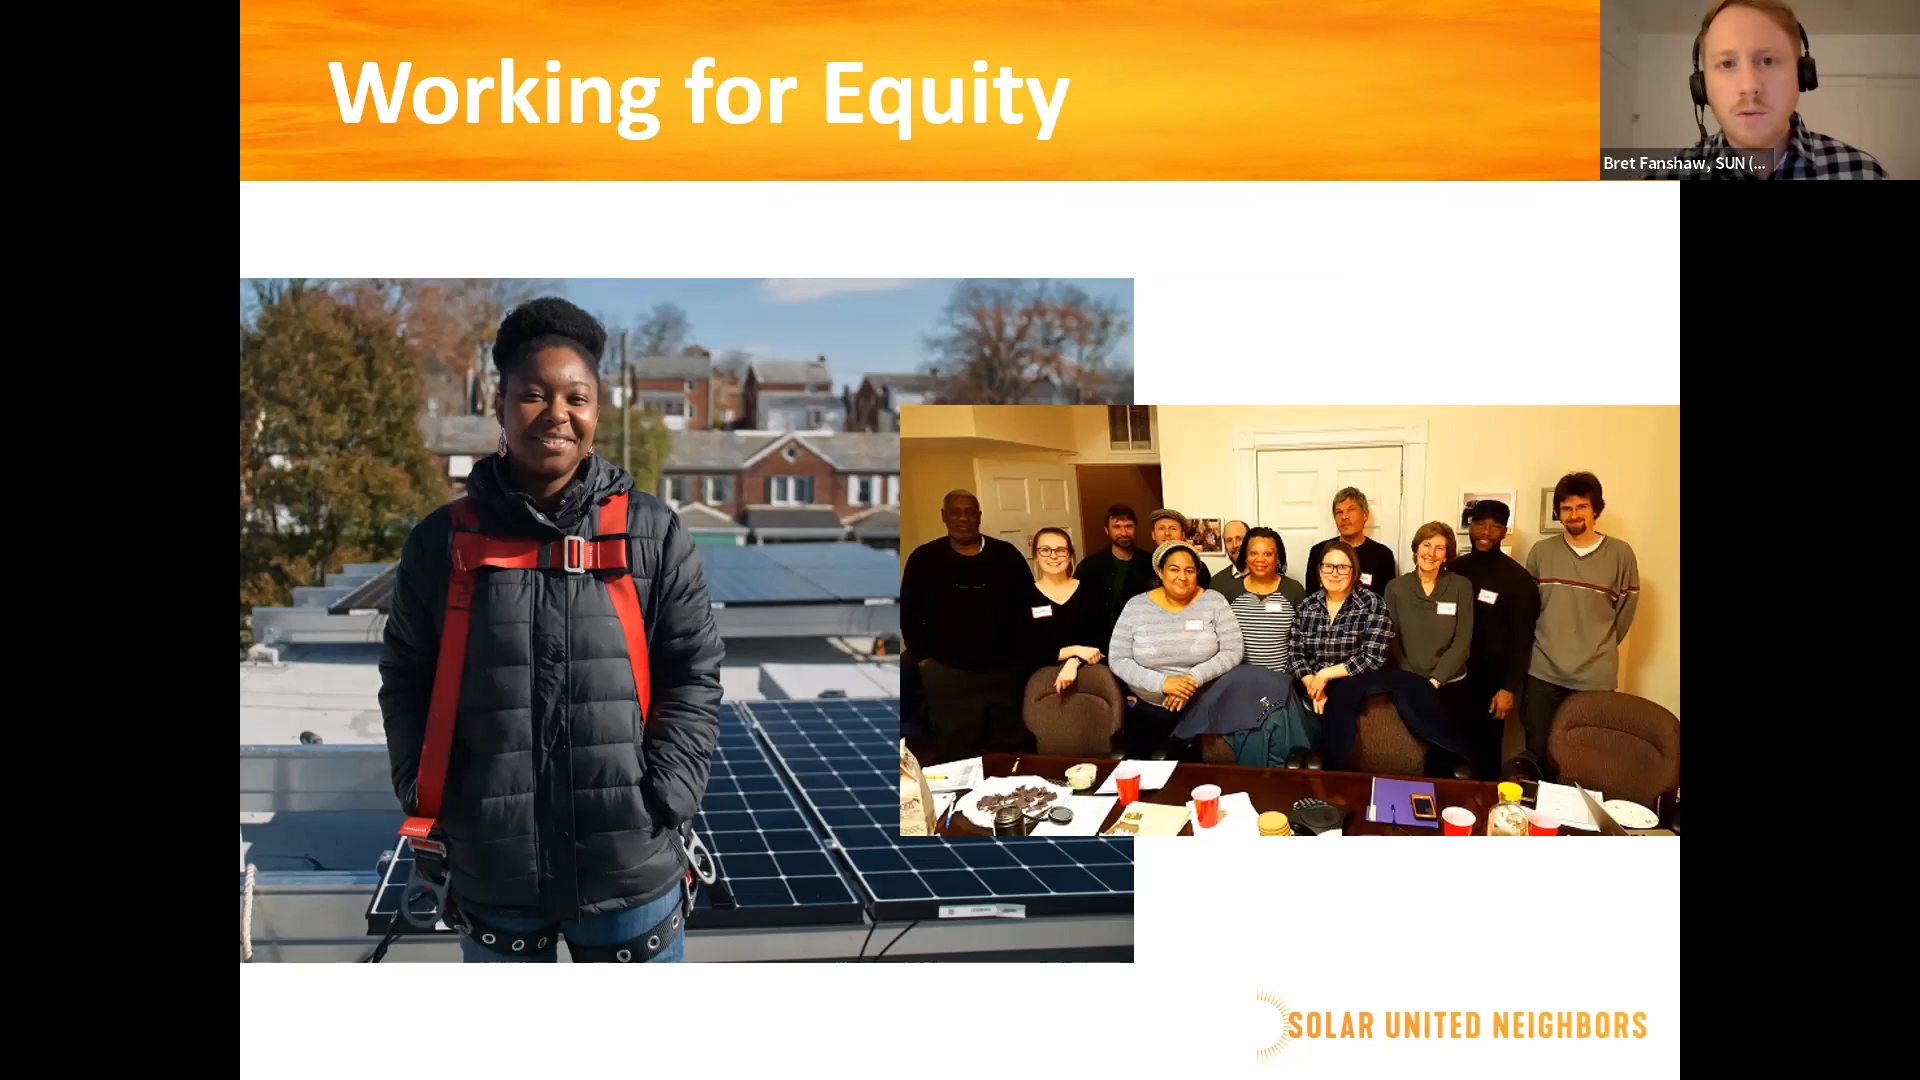 Working for Equity
Bret Fanshaw, SUN (...
SOLAR UNITED NEIGHBORS